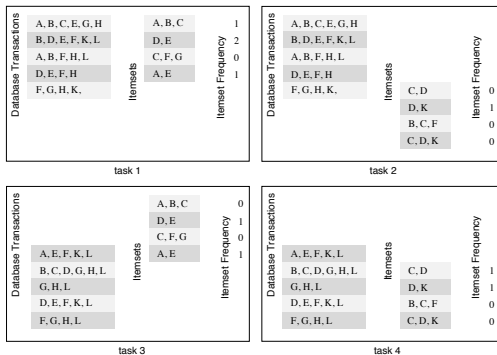 Database Transactions
A, B, C, E, G, H
B, D, E, F, K, L
A, B, F, H, L
D, E, F, H
F, G, H, K,
Itemsets
A, B, C
D, E
C, F, G
A, E
Itemset Frequency
1
2
0
1
task 1
Database Transactions
A, B, C, E, G, H
B, D, E, F, K, L
A, B, F, H, L
D, E, F, H
F, G, H, K,
Itemsets
C, D
D, K
B, C, F
C, D, K
Itemset Frequency
0
1
0
0
task 2
Database Transactions
A, E, F, K, L
B, C, D, G, H, L
G, H, L
D, E, F, K, L
F, G, H, L
Itemsets
A, B, C
D, E
C, F, G
A, E
Itemset Frequency
0
1
0
1
task 3
Database Transactions
A, E, F, K, L
B, C, D, G, H, L
G, H, L
D, E, F, K, L
F, G, H, L
Itemsets
C, D
D, K
B, C, F
C, D, K
Itemset Frequency
1
1
0
0
task 4